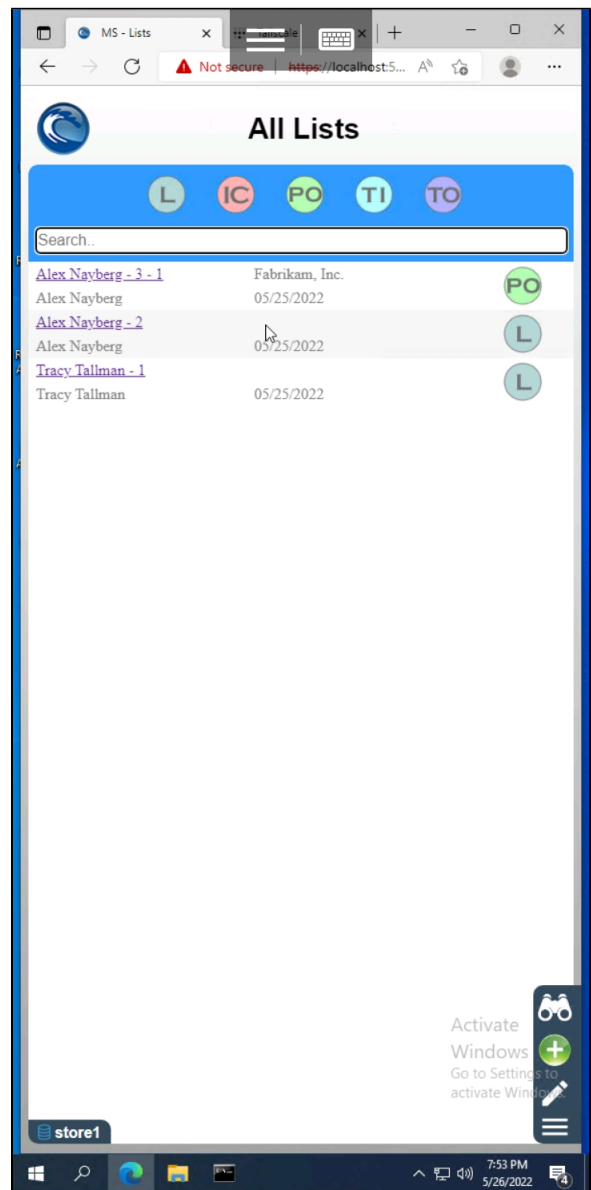 MS - Lists
Tailscale
Not secure
https://localhost:5...
All Lists
L IC PO TI TO
Search..
Alex Nayberg - 3 - 1 Fabrikam, Inc. PO
Alex Nayberg 05/25/2022
Alex Nayberg - 2 L
Alex Nayberg 05/25/2022
Tracy Tallman - 1 L
Tracy Tallman 05/25/2022
Activate
Windows
Go to Settings to
activate Windows.
store1
7:53 PM
5/26/2022
4